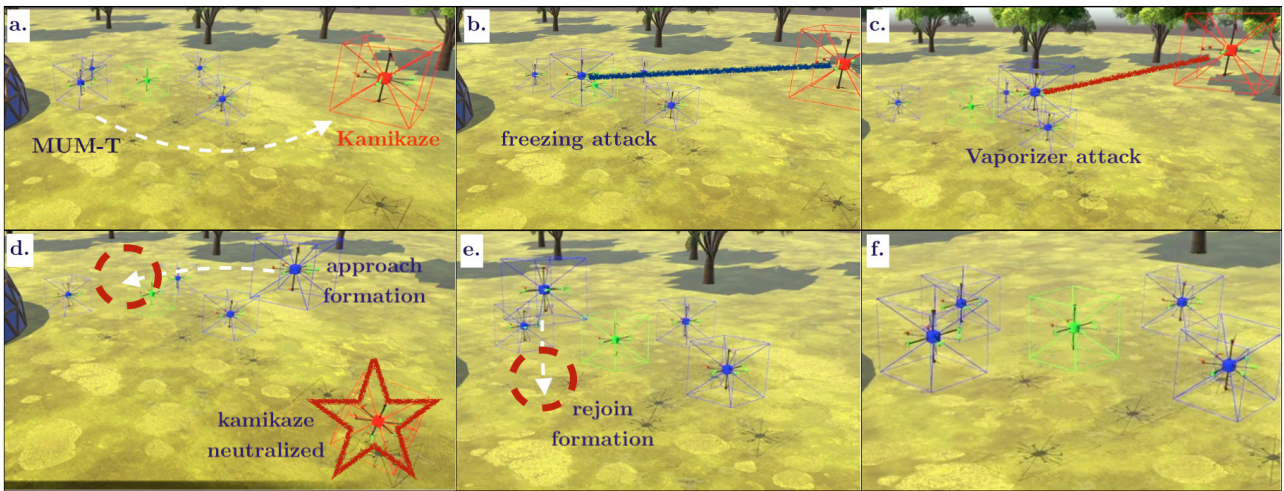 a.
MUM-T
Kamikaze
b.
freezing attack
c.
Vaporizer attack
d.
approach
formation
kamikaze
neutralized
e.
rejoin
formation
f.